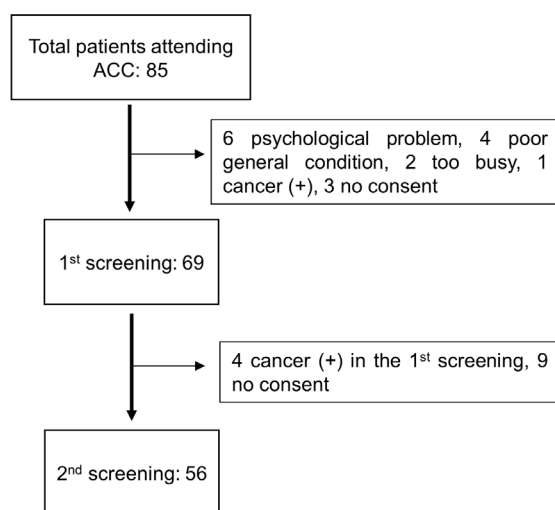 Total patients attending
ACC: 85
6 psychological problem, 4 poor
general condition, 2 too busy, 1
cancer (+), 3 no consent
1st screening: 69
4 cancer (+) in the 1st screening, 9
no consent
2nd screening: 56